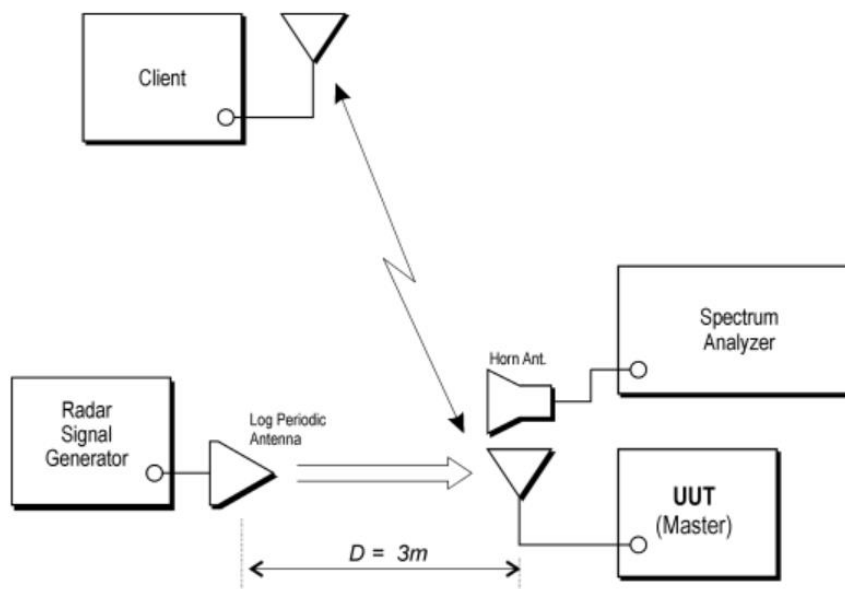 Client
Spectrum
Analyzer
Horn Ant.
Radar
Signal
Generator
Log Periodic
Antenna
UUT
(Master)
D = 3m